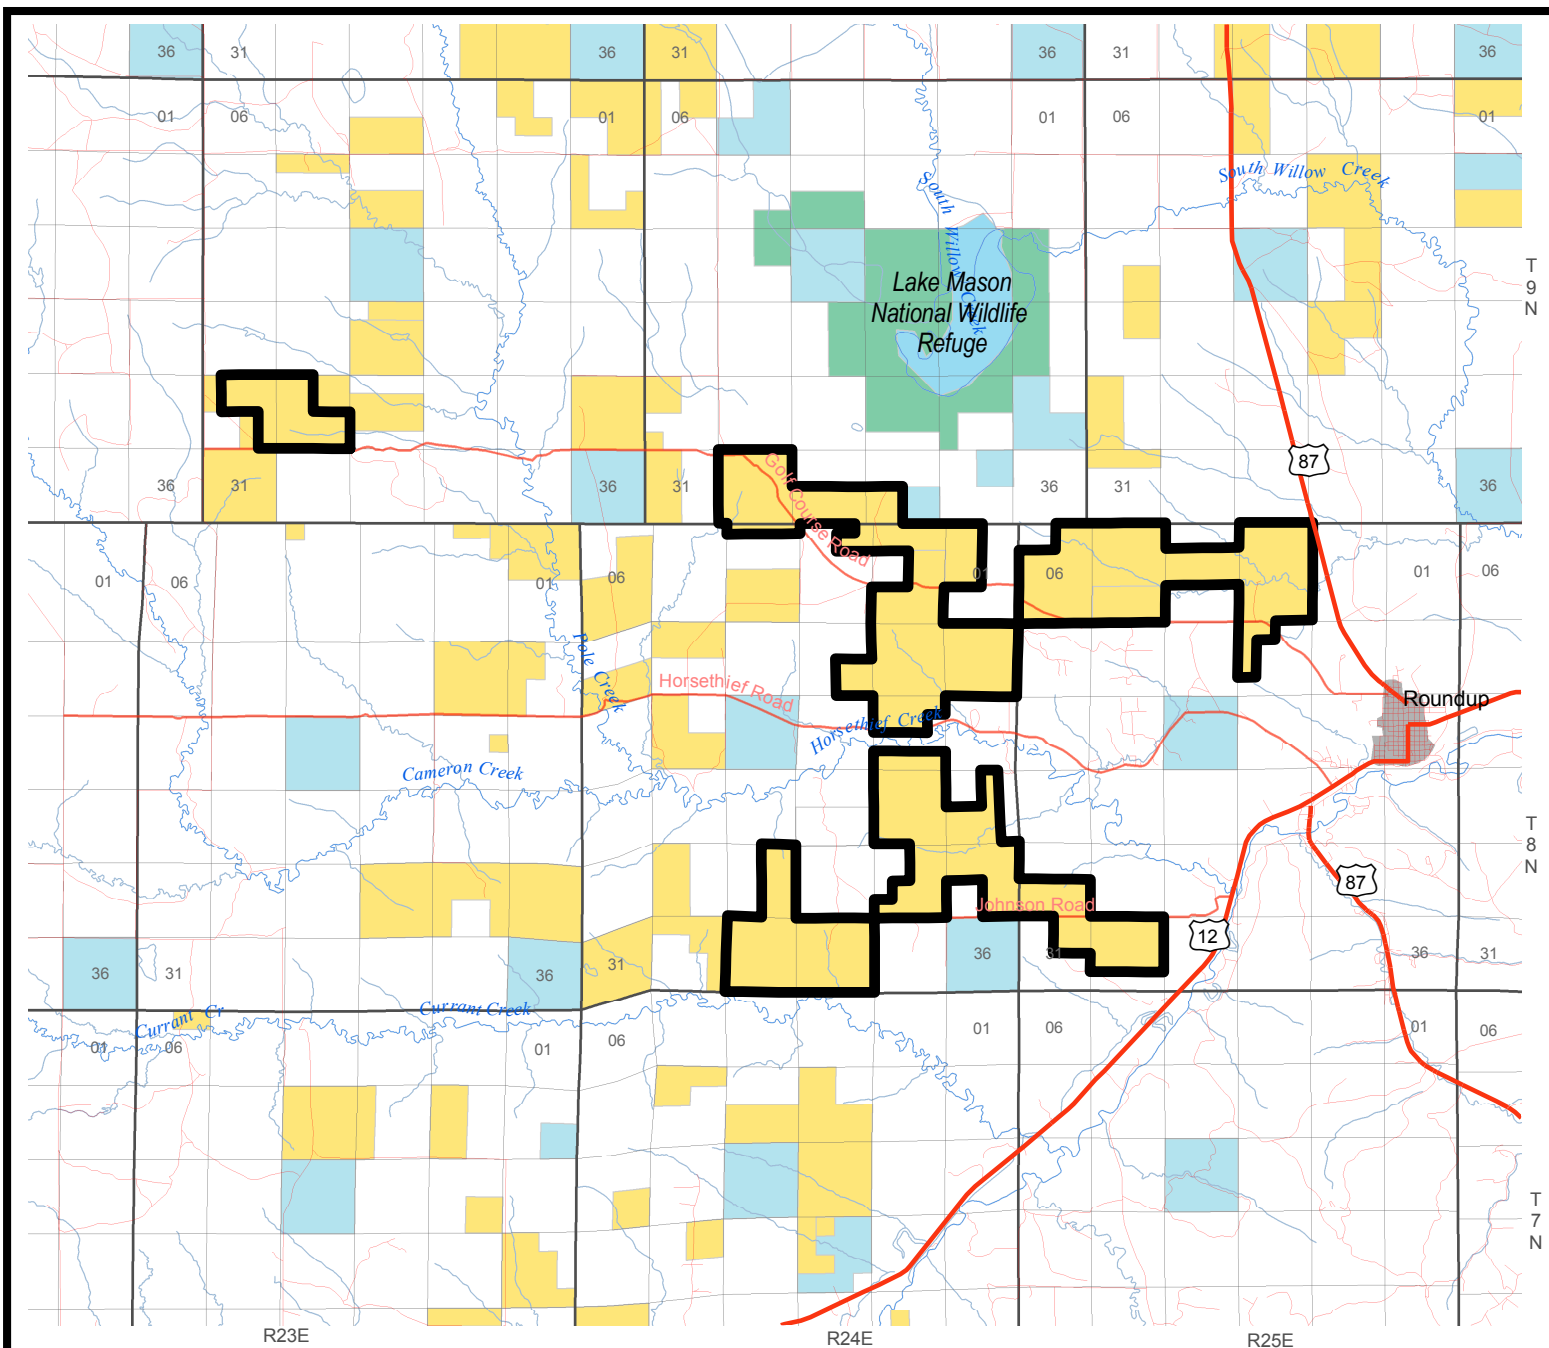 36
31
36
31
36
31
36
01
06
01
06
01
06
01
South Willow Creek
South Willow Creek
T
9
N
Lake Mason
National Wildlife
Refuge
87
Golf Course Road
36
31
36
31
36
31
36
01
06
01
06
01
06
01
06
Pole Creek
Horsethief Road
Roundup
Horsethief Creek
Cameron Creek
T
8
N
87
Johnson Road
12
36
31
36
31
36
31
36
31
Currant Cr
Currant Creek
01
06
01
06
01
06
01
06
T
7
N
R23E
R24E
R25E